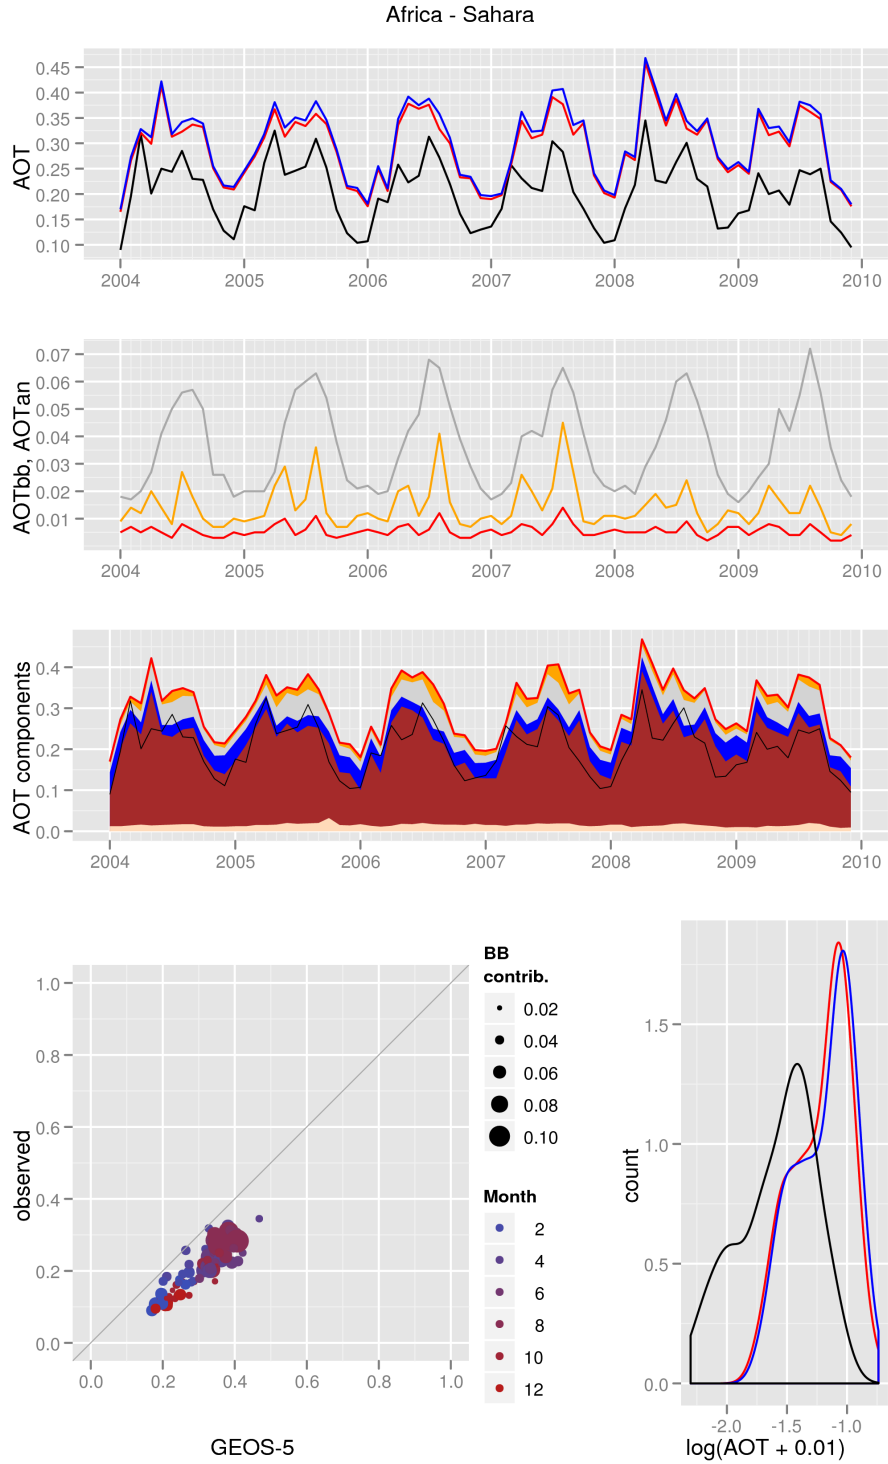 Africa - Sahara
AOT
0.45
0.40
0.35
0.30
0.25
0.20
0.15
0.10
2004 2005 2006 2007 2008 2009 2010
AOTbb, AOTan
0.07
0.06
0.05
0.04
0.03
0.02
0.01
2004 2005 2006 2007 2008 2009 2010
AOT components
0.4
0.3
0.2
0.1
0.0
2004 2005 2006 2007 2008 2009 2010
observed
1.0
0.8
0.6
0.4
0.2
0.0
0.0 0.2 0.4 0.6 0.8 1.0
GEOS-5
BB
contrib.
0.02
0.04
0.06
0.08
0.10
Month
2
4
6
8
10
12
count
1.5
1.0
0.5
0.0
-2.0 -1.5 -1.0
log(AOT + 0.01)